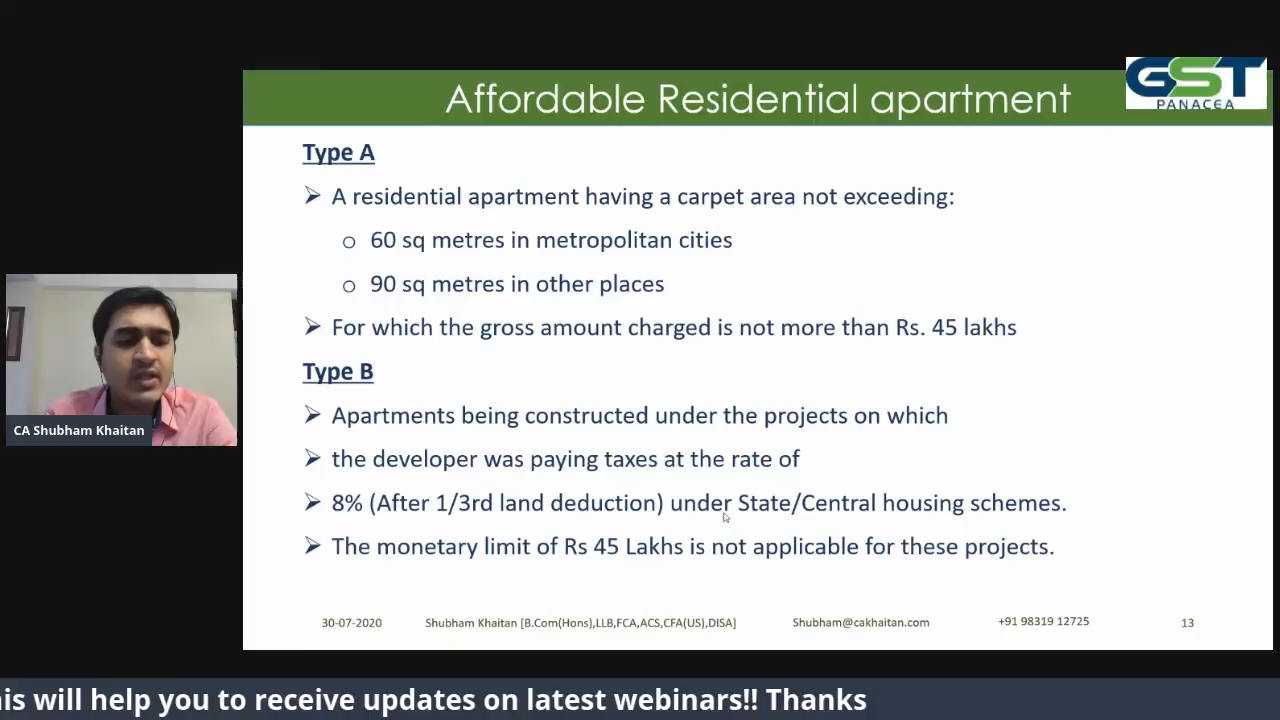 Affordable Residential apartment
GST
PANACEA
Type A
➢ A residential apartment having a carpet area not exceeding:
o 60 sq metres in metropolitan cities
o 90 sq metres in other places
➢ For which the gross amount charged is not more than Rs. 45 lakhs
Type B
➢ Apartments being constructed under the projects on which
➢ the developer was paying taxes at the rate of
➢ 8% (After 1/3rd land deduction) under State/Central housing schemes.
➢ The monetary limit of Rs 45 Lakhs is not applicable for these projects.
CA Shubham Khaitan
30-07-2020 Shubham Khaitan [B.Com(Hons),LLB,FCA,ACS,CFA(US),DISA] Shubham@cakhaitan.com +91 98319 12725 13
is will help you to receive updates on latest webinars!! Thanks